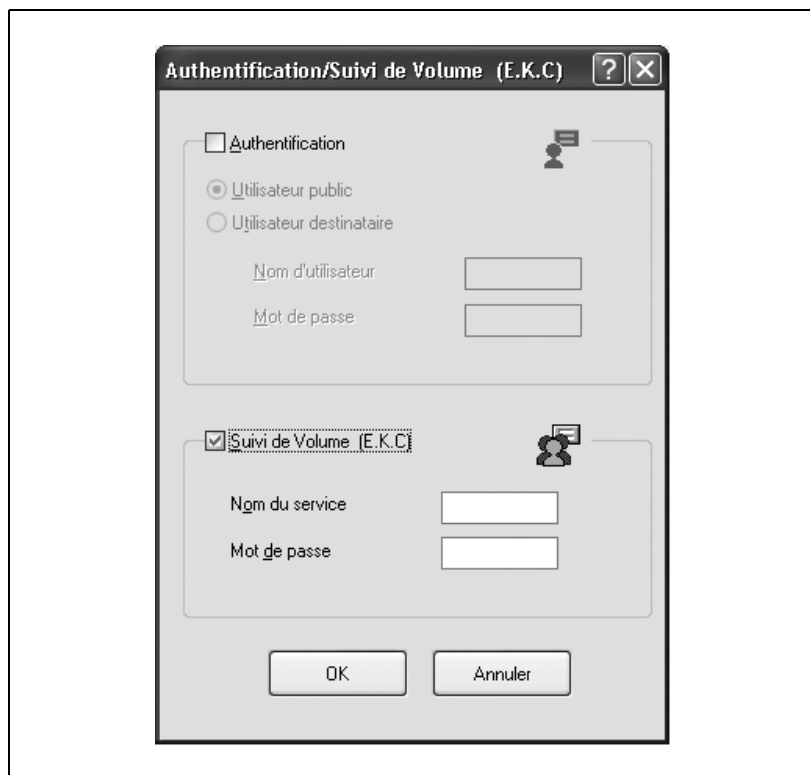 Authentification/Suivi de Volume (E.K.C)
Authentification
Utilisateur public
Utilisateur destinataire
Nom d'utilisateur
Mot de passe
Suivi de Volume (E.K.C)
Nom du service
Mot de passe
OK Annuler